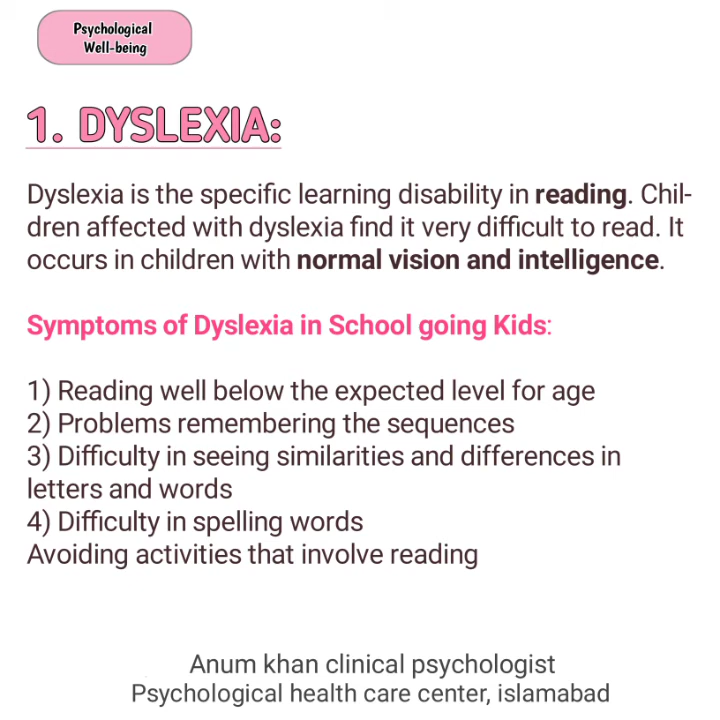 Psychological
Well-being
1. DYSLEXIA:
Dyslexia is the specific learning disability in reading. Chil-
dren affected with dyslexia find it very difficult to read. It
occurs in children with normal vision and intelligence.
Symptoms of Dyslexia in School going Kids:
1) Reading well below the expected level for age
2) Problems remembering the sequences
3) Difficulty in seeing similarities and differences in
letters and words
4) Difficulty in spelling words
Avoiding activities that involve reading
Anum khan clinical psychologist
Psychological health care center, islamabad